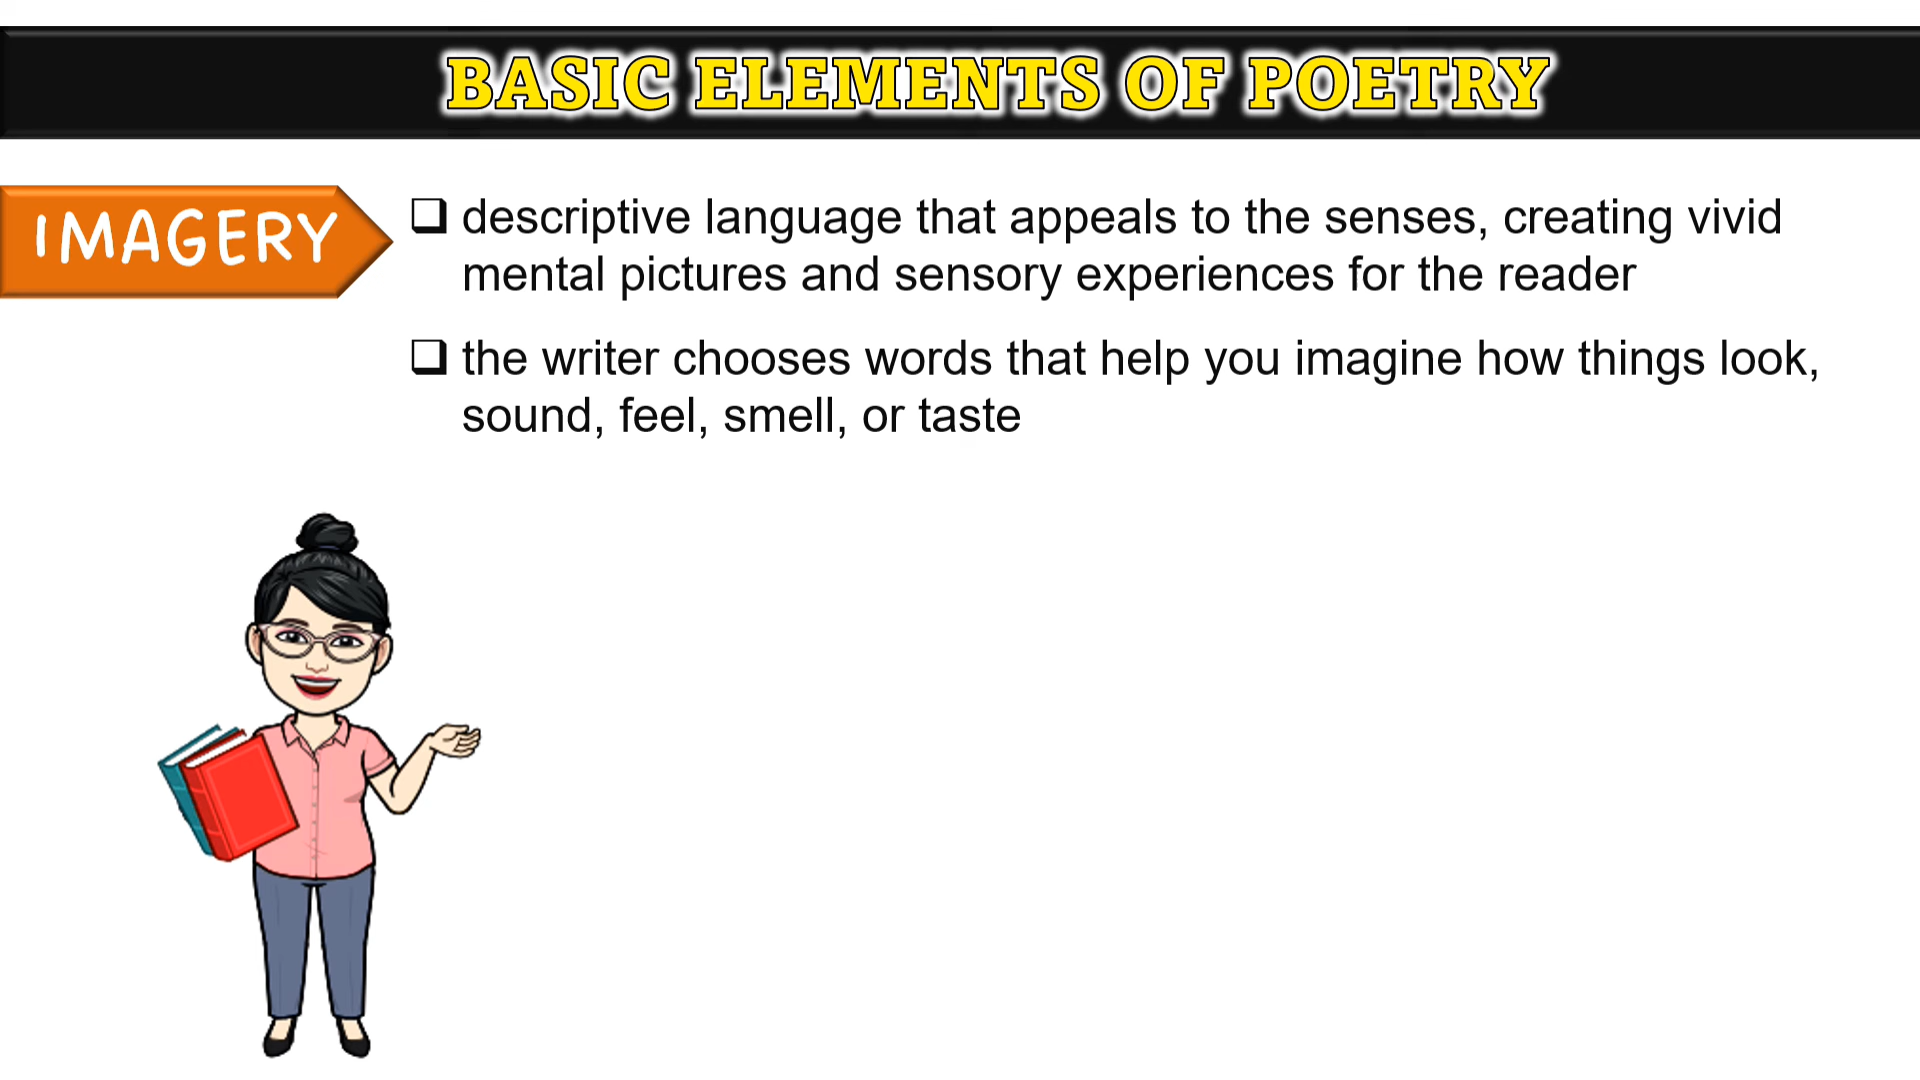 BASIC ELEMENTS OF POETRY
IMAGERY
descriptive language that appeals to the senses, creating vivid
mental pictures and sensory experiences for the reader
the writer chooses words that help you imagine how things look,
sound, feel, smell, or taste